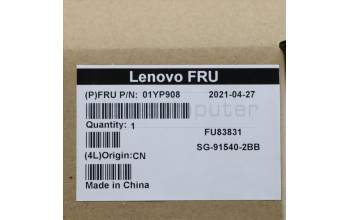 Lenovo FRU
(P)FRU P/N: 01YP908 2021-04-27
puter
Quantity: 1
FU83831
SG-91540-2BB
(4L)Origin:CN
Made in China